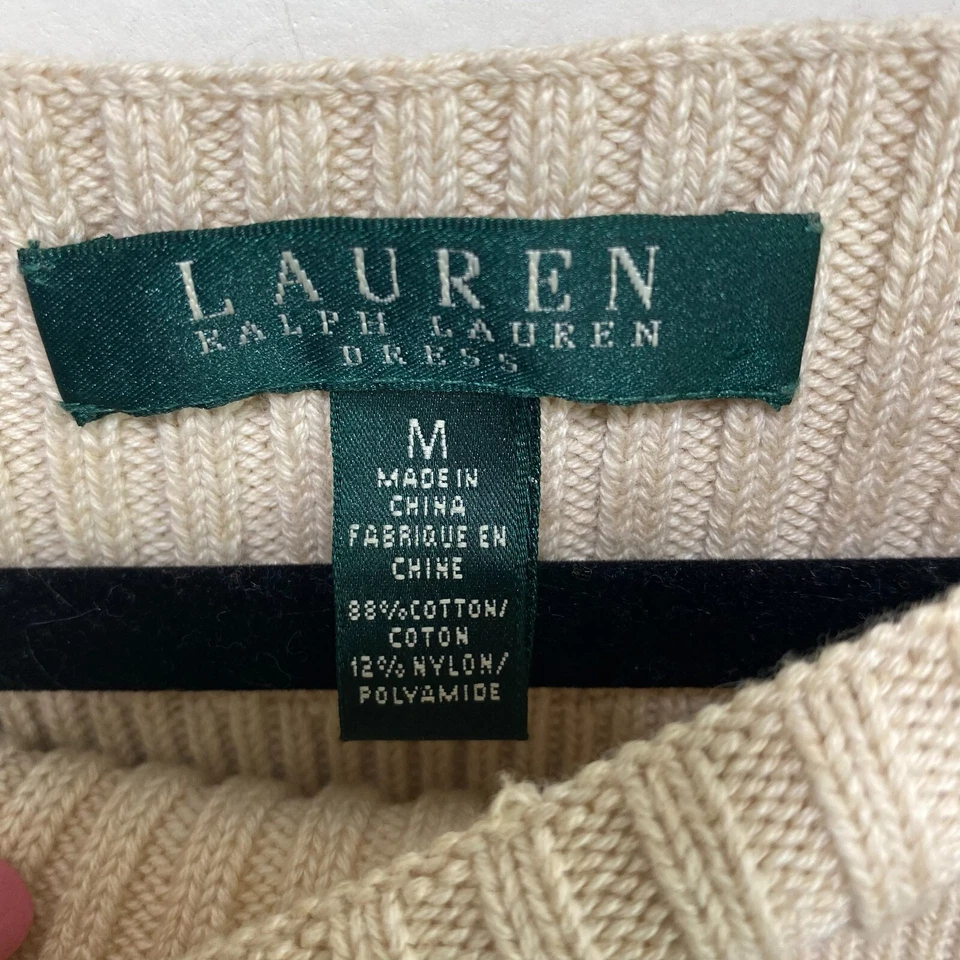 LAUREN
RALPH LAUREN
DRESS
M
MADE IN
CHINA
FABRIQUE EN
CHINE
88%COTTON/
COTON
12%NYLON/
POLYAMIDE